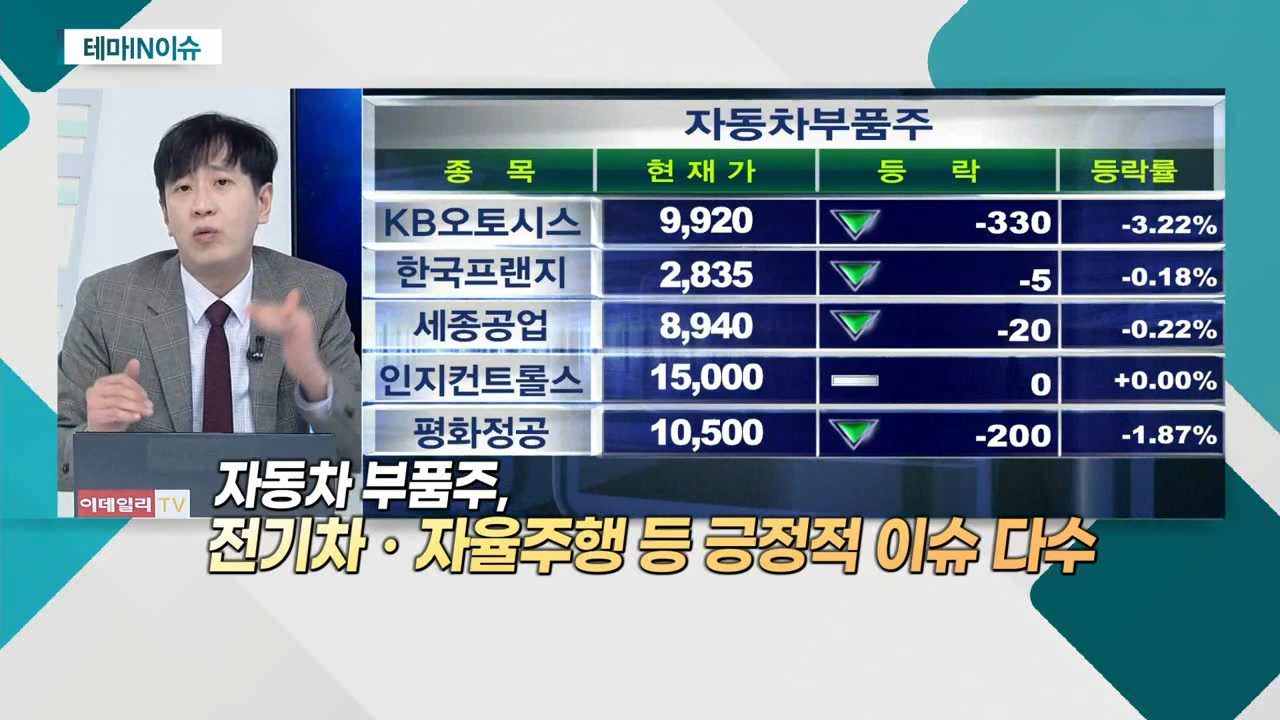 테마IN이슈
자동차부품주
종 목 현재가 등 락 등락률
KB오토시스 9,920 ▼ -330 -3.22%
한국프랜지 2,835 ▼ -5 -0.18%
세종공업 8,940 ▼ -20 -0.22%
인지컨트롤스 15,000 0 +0.00%
평화정공 10,500 ▼ -200 -1.87%
이데일리 TV
자동차 부품주,
전기차·자율주행 등 긍정적 이슈 다수